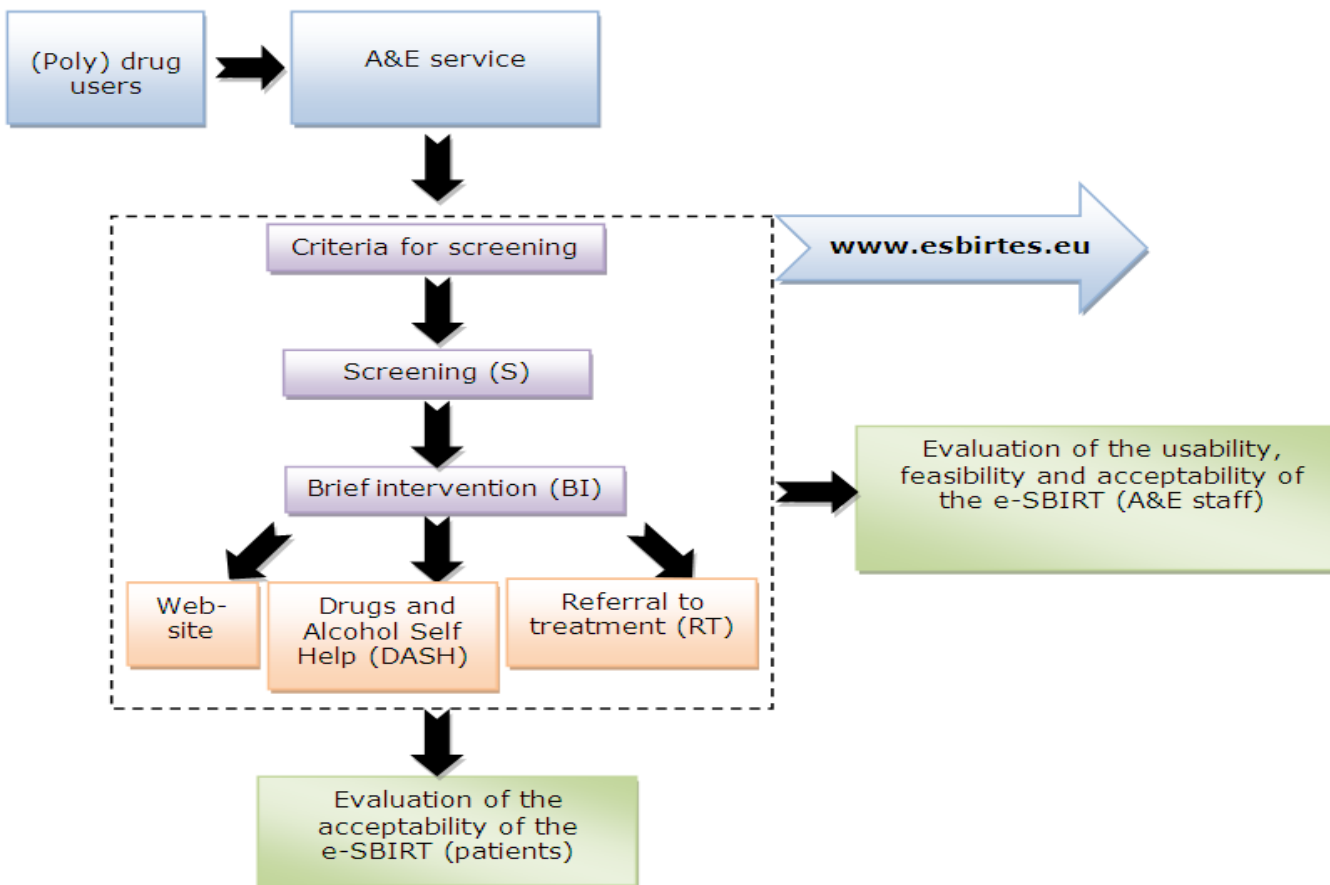 (Poly) drug
users
A&E service
Criteria for screening
www.esbirtes.eu
Screening (S)
Brief intervention (BI)
Evaluation of the usability,
feasibility and acceptability of
the e-SBIRT (A&E staff)
Web-
site
Drugs and
Alcohol Self
Help (DASH)
Referral to
treatment (RT)
Evaluation of the
acceptability of the
e-SBIRT (patients)